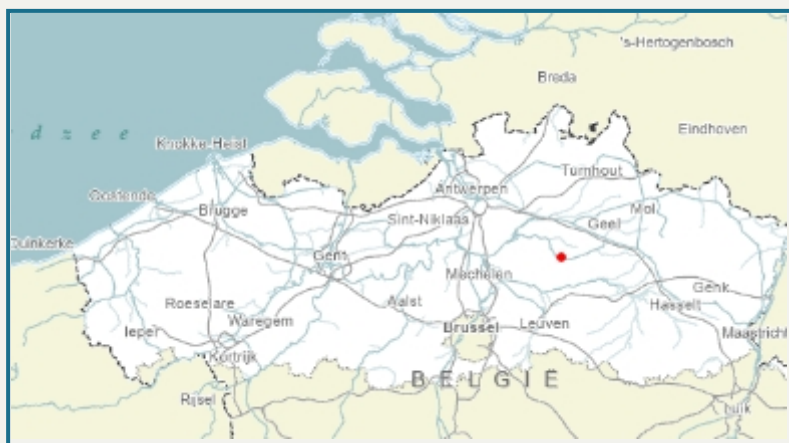 's-Hertogenbosch
Breda
Eindhoven
d z e e
Knokke-Heist
Turnhout
Antwerpen
Oostende
Brugge
Sint-Niklaas
Geel
Mol
Duinkerke
Gent
Mechelen
Genk
Roeselare
Aalst
Hasselt
Ieper
Waregem
Brussel
Leuven
Maastricht
Kortrijk
BELGIË
Rijsel
Luik